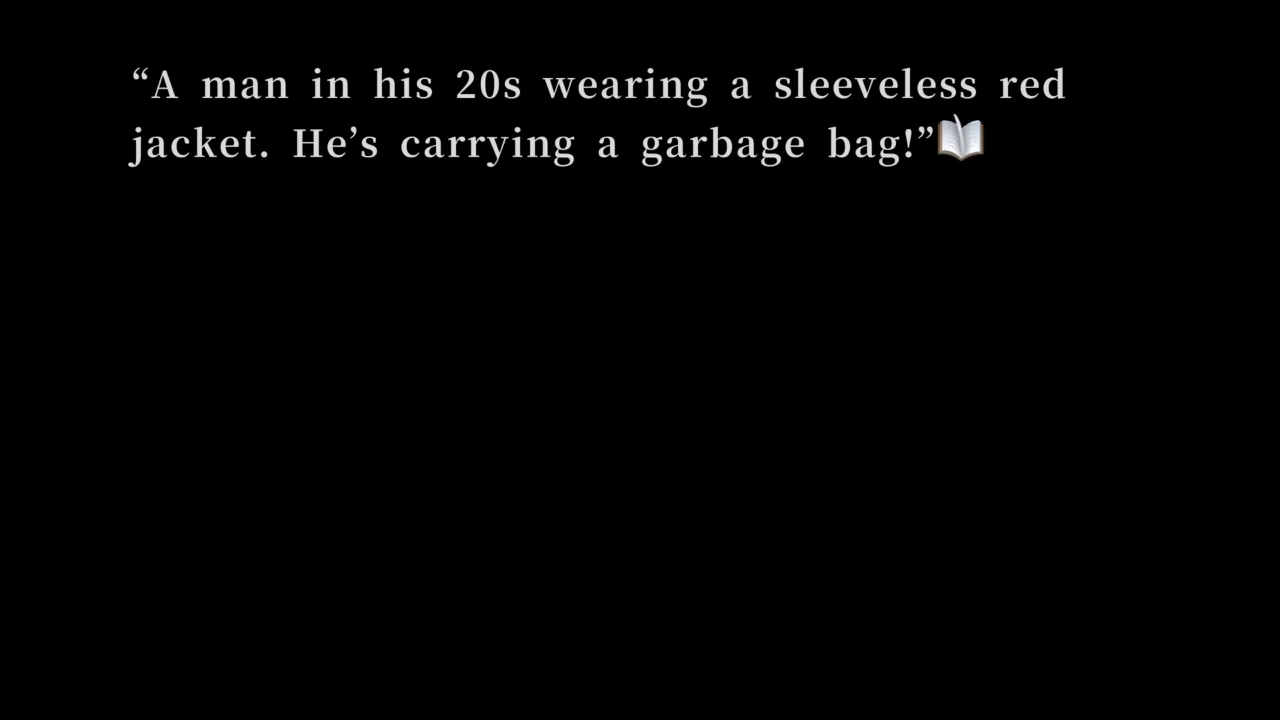 “A man in his 20s wearing a sleeveless red
jacket. He’s carrying a garbage bag!”